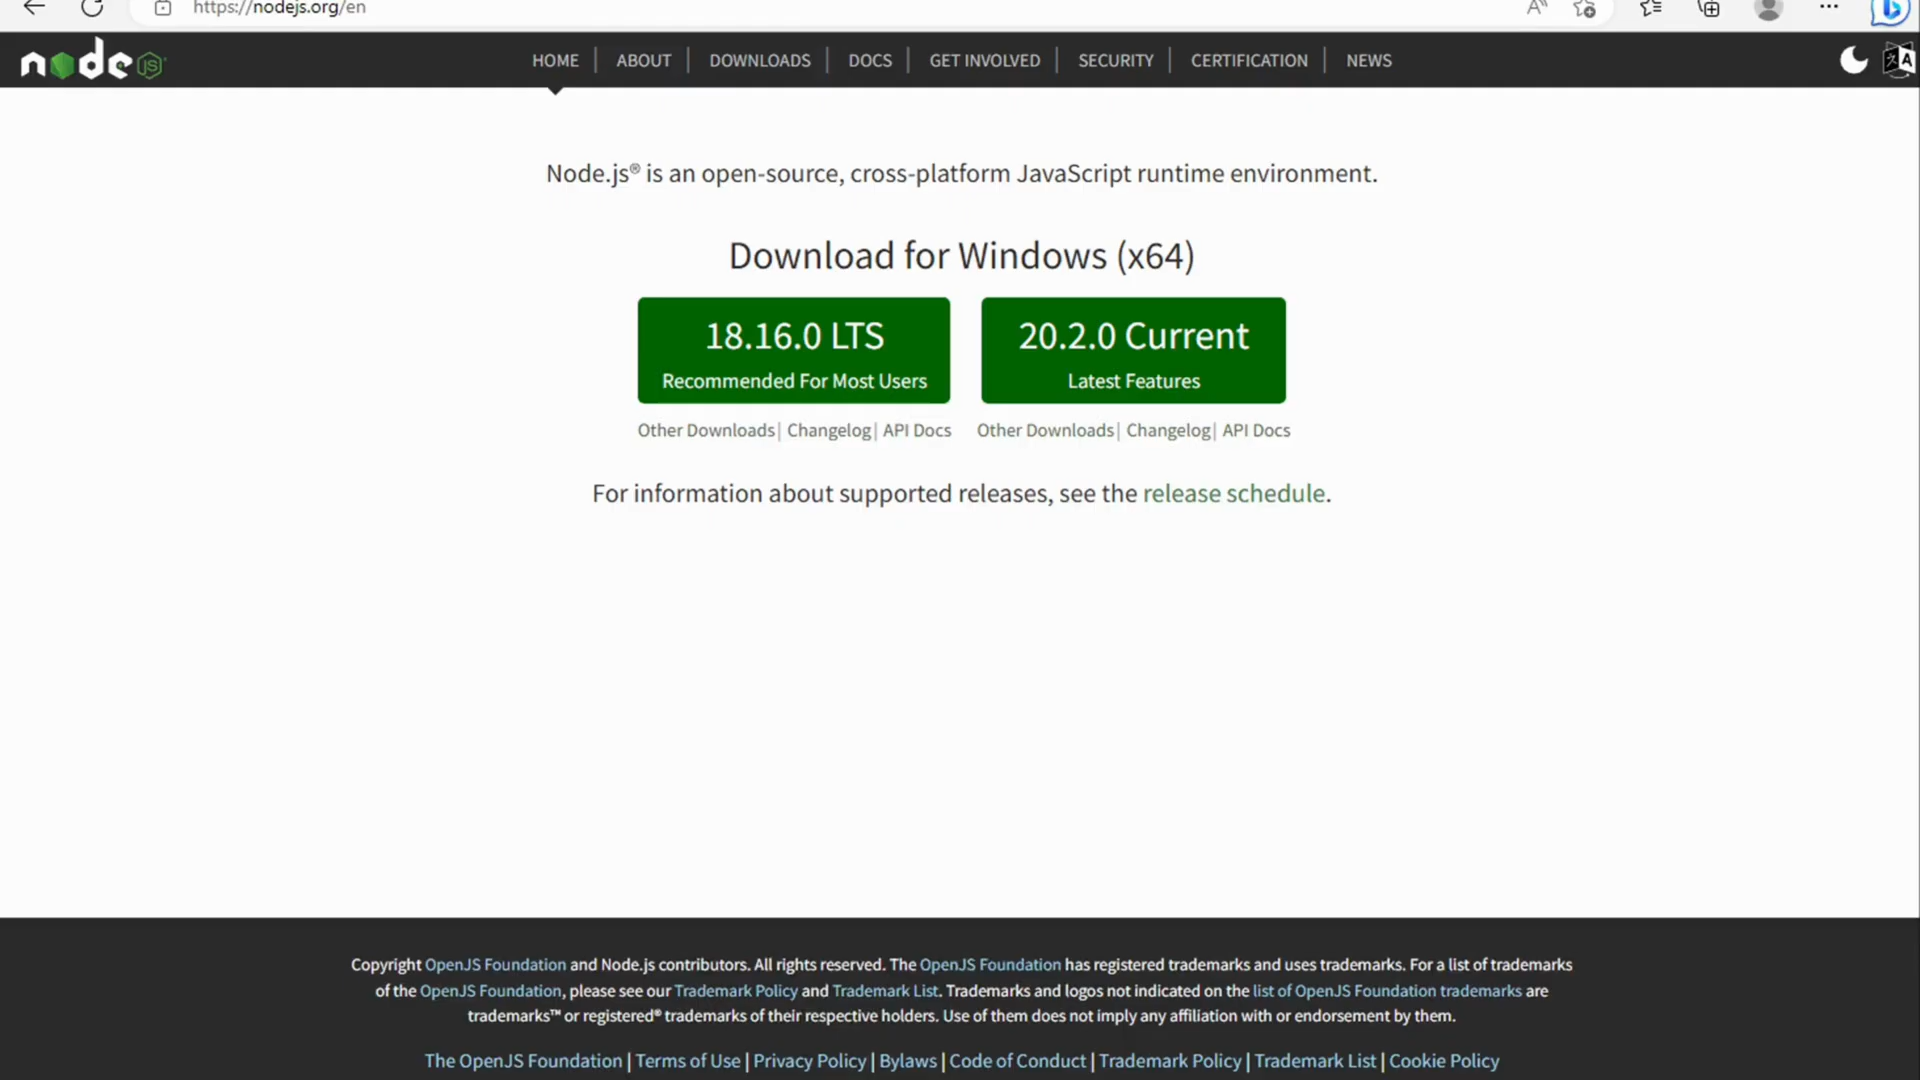 https://nodejs.org/en
node JS
HOME | ABOUT | DOWNLOADS | DOCS | GET INVOLVED | SECURITY | CERTIFICATION | NEWS
Node.js® is an open-source, cross-platform JavaScript runtime environment.
Download for Windows (x64)
18.16.0 LTS
Recommended For Most Users
20.2.0 Current
Latest Features
Other Downloads | Changelog | API Docs
Other Downloads | Changelog | API Docs
For information about supported releases, see the release schedule.
Copyright OpenJS Foundation and Node.js contributors. All rights reserved. The OpenJS Foundation has registered trademarks and uses trademarks. For a list of trademarks
of the OpenJS Foundation, please see our Trademark Policy and Trademark List. Trademarks and logos not indicated on the list of OpenJS Foundation trademarks are
trademarks™ or registered® trademarks of their respective holders. Use of them does not imply any affiliation with or endorsement by them.
The OpenJS Foundation | Terms of Use | Privacy Policy | Bylaws | Code of Conduct | Trademark Policy | Trademark List | Cookie Policy